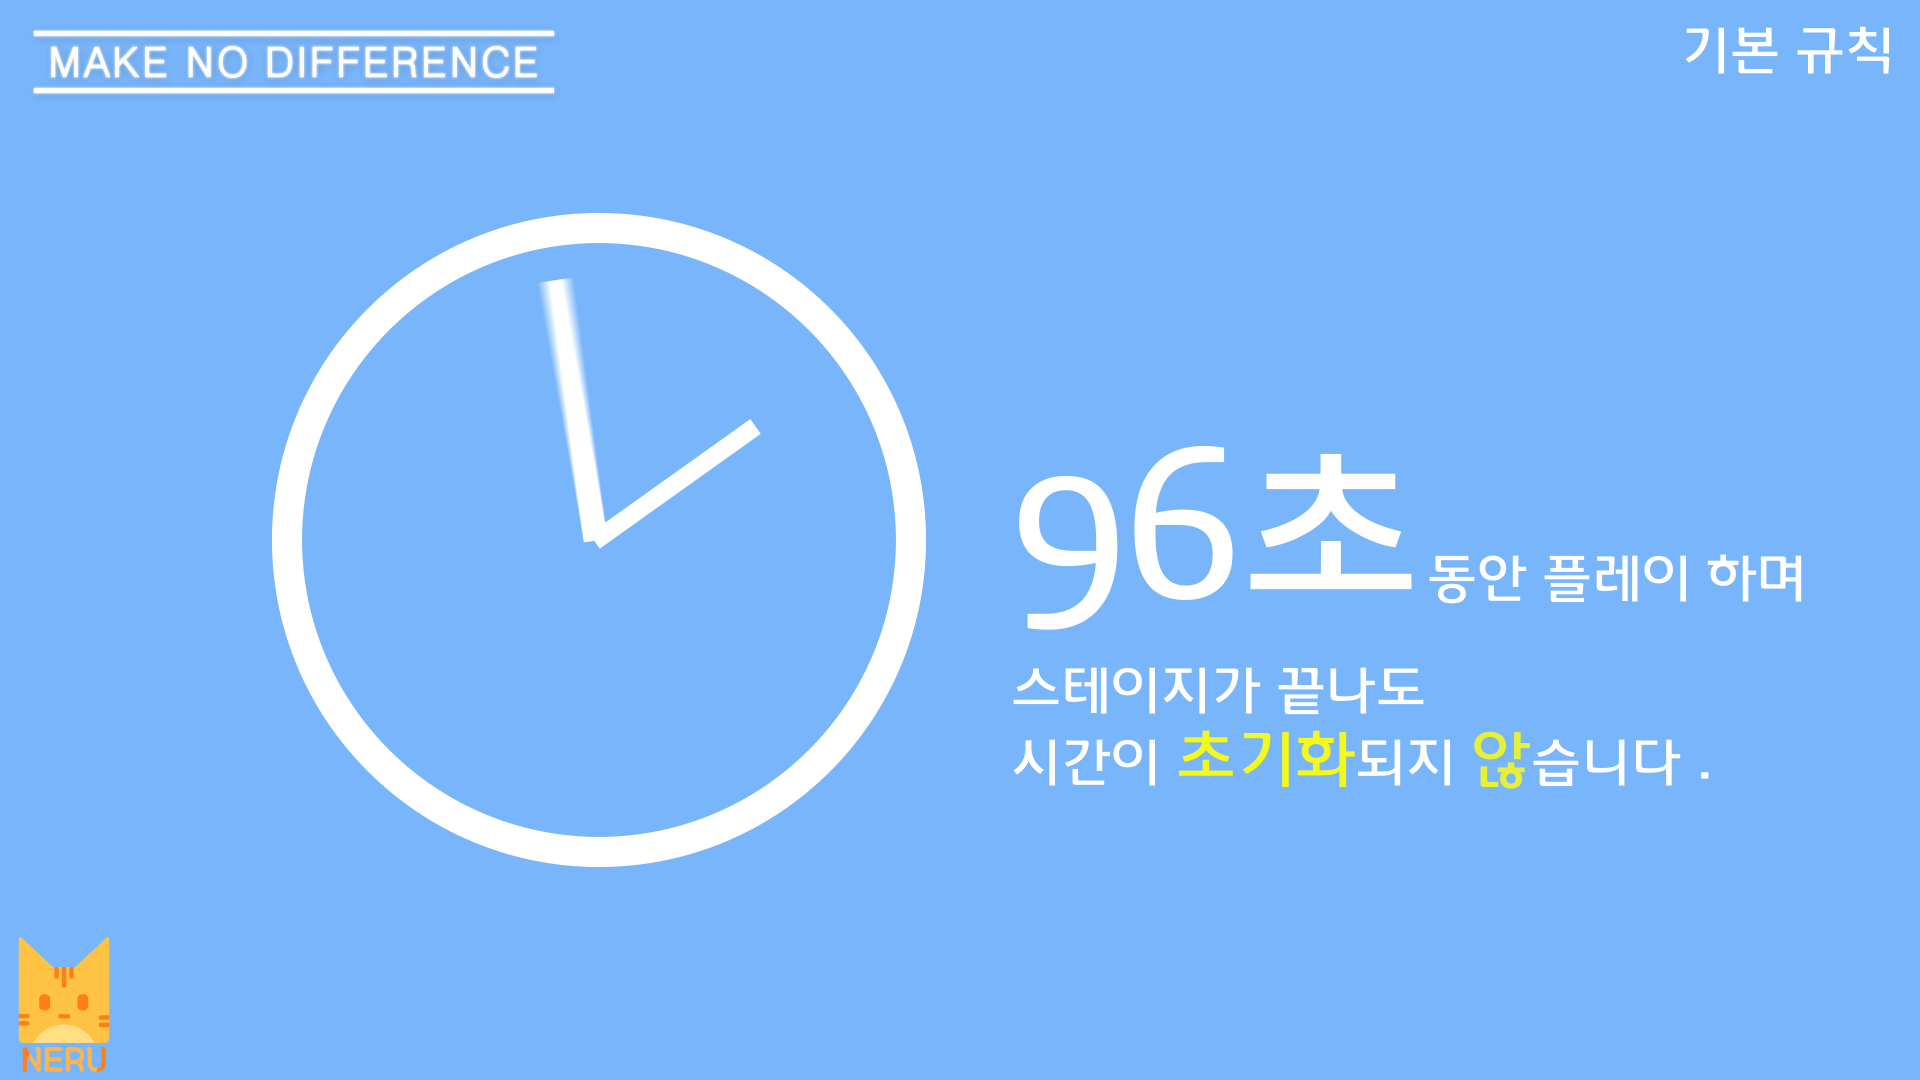 MAKE NO DIFFERENCE
기본 규칙
96초 동안 플레이 하며
스테이지가 끝나도
시간이 초기화되지 않습니다 .
NERU